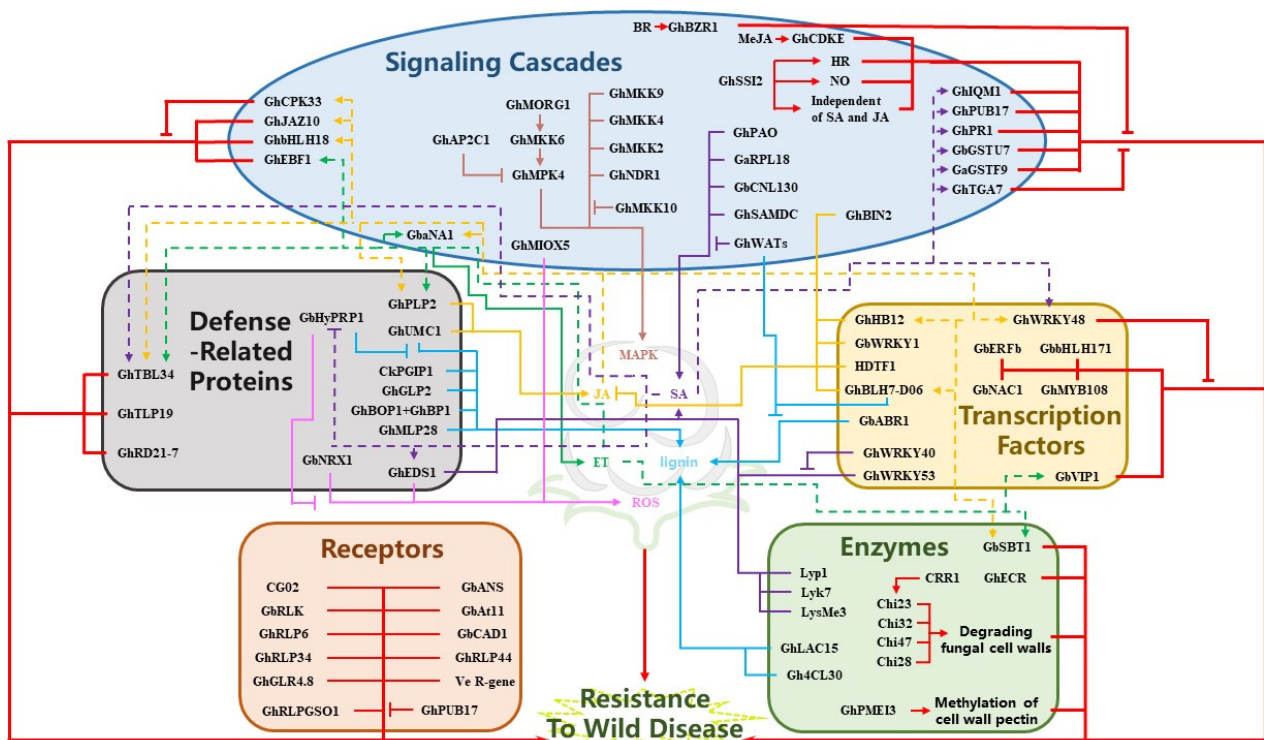 Signaling Cascades
BR
GhBZR1
MeJA
GhCDKE
GhSSI2
HR
NO
Independent
of SA and JA
GhCPK33
GhJAZ10
GhbHLH18
GhEBF1
GhMORG1
GhAP2C1
GhMKK6
GhMPK4
GhMKK9
GhMKK4
GhMKK2
GhNDR1
GhMKK10
GhPAO
GaRPL18
GbCNL130
GhSAMDC
GhWATs
GhBIN2
GhIQM1
GhPUB17
GhPR1
GbGSTU7
GaGSTF9
GhTGA7
GbaNA1
GhMIOX5
Defense
-Related
Proteins
GbHyPRP1
GhPLP2
GhUMC1
CkPGIP1
GhGLP2
GhBOP1+GhBP1
GhMLP28
GhEDS1
GbNRX1
GhTBL34
GhTLP19
GhRD21-7
MAPK
JA
SA
ET
lignin
ROS
GhHB12
GbWRKY1
HDTF1
GhBLH7-D06
GbABR1
GhWRKY40
GhWRKY53
GhWRKY48
GbERFb
GbbHLH171
GbNAC1
GhMYB108
Transcription
Factors
GbVIP1
Receptors
CG02
GbRLK
GhRLP6
GhRLP34
GhGLR4.8
GhRLPGSO1
GbANS
GbAt11
GbCAD1
GhRLP44
Ve R-gene
GhPUB17
Enzymes
GbSBT1
Lyp1
Lyk7
LysMe3
CRR1
GhECR
Chi23
Chi32
Chi47
Chi28
Degrading
fungal cell walls
GhLAC15
Gh4CL30
GhPMEI3
Methylation of
cell wall pectin
Resistance
To Wild Disease